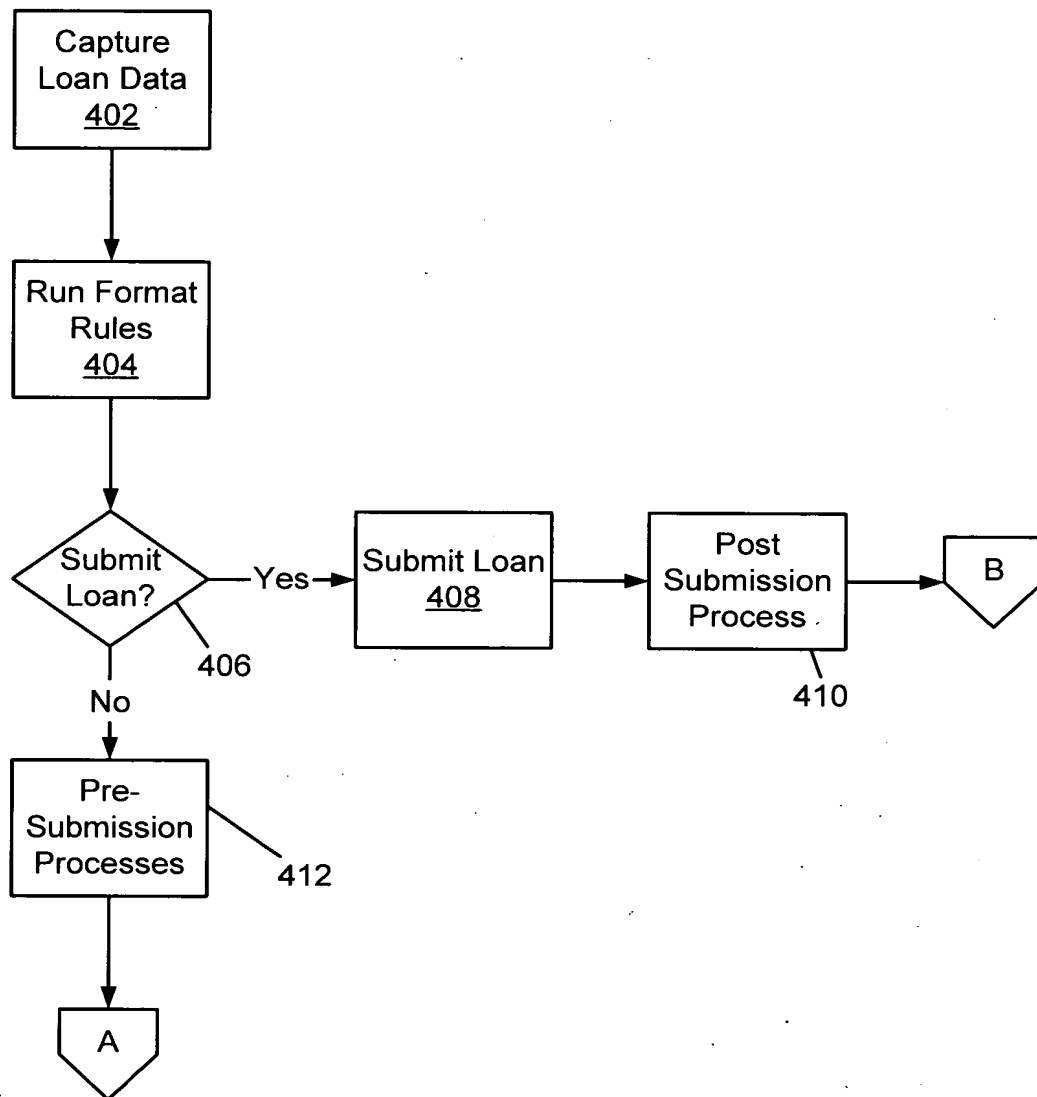 Capture
Loan Data
402
Run Format
Rules
404
Submit
Loan?
406
Yes
Submit Loan
408
Post
Submission
Process
410
B
No
Pre-
Submission
Processes
412
A